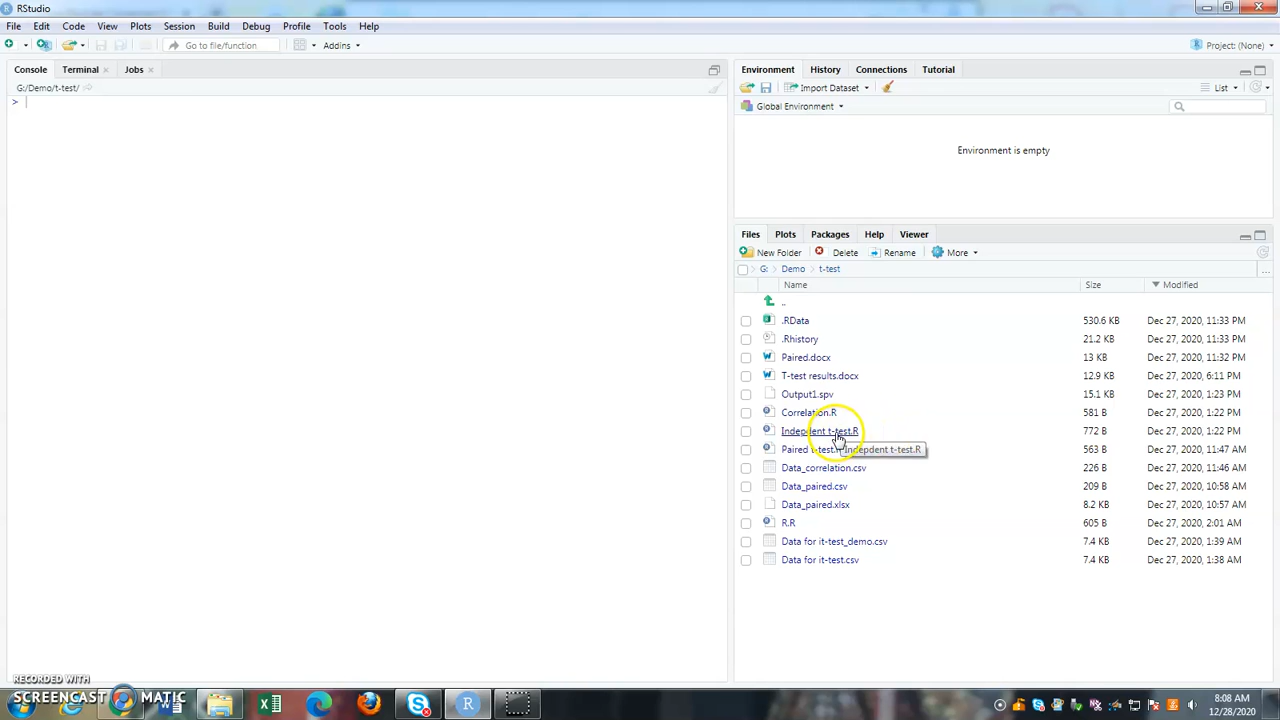 RStudio
File Edit Code View Plots Session Build Debug Profile Tools Help
Go to file/function Addins Project: (None)
Console Terminal Jobs
G:/Demo/t-test/
>
Environment History Connections Tutorial
Import Dataset List
Global Environment
Environment is empty
Files Plots Packages Help Viewer
New Folder Delete Rename More
G: Demo t-test
Name Size Modified
..
.RData 530.6 KB Dec 27, 2020, 11:33 PM
.Rhistory 21.2 KB Dec 27, 2020, 11:33 PM
Paired.docx 13 KB Dec 27, 2020, 11:32 PM
T-test results.docx 12.9 KB Dec 27, 2020, 6:11 PM
Output1.spv 15.1 KB Dec 27, 2020, 1:23 PM
Correlation.R 581 B Dec 27, 2020, 1:22 PM
Indepdent t-test.R 772 B Dec 27, 2020, 1:22 PM
Paired t-test.R Indepdent t-test.R 563 B Dec 27, 2020, 11:47 AM
Data_correlation.csv 226 B Dec 27, 2020, 11:46 AM
Data_paired.csv 209 B Dec 27, 2020, 10:58 AM
Data_paired.xlsx 8.2 KB Dec 27, 2020, 10:57 AM
R.R 605 B Dec 27, 2020, 2:01 AM
Data for it-test_demo.csv 7.4 KB Dec 27, 2020, 1:39 AM
Data for it-test.csv 7.4 KB Dec 27, 2020, 1:38 AM
RECORDED WITH
SCREENCAST MATIC
8:08 AM
12/28/2020